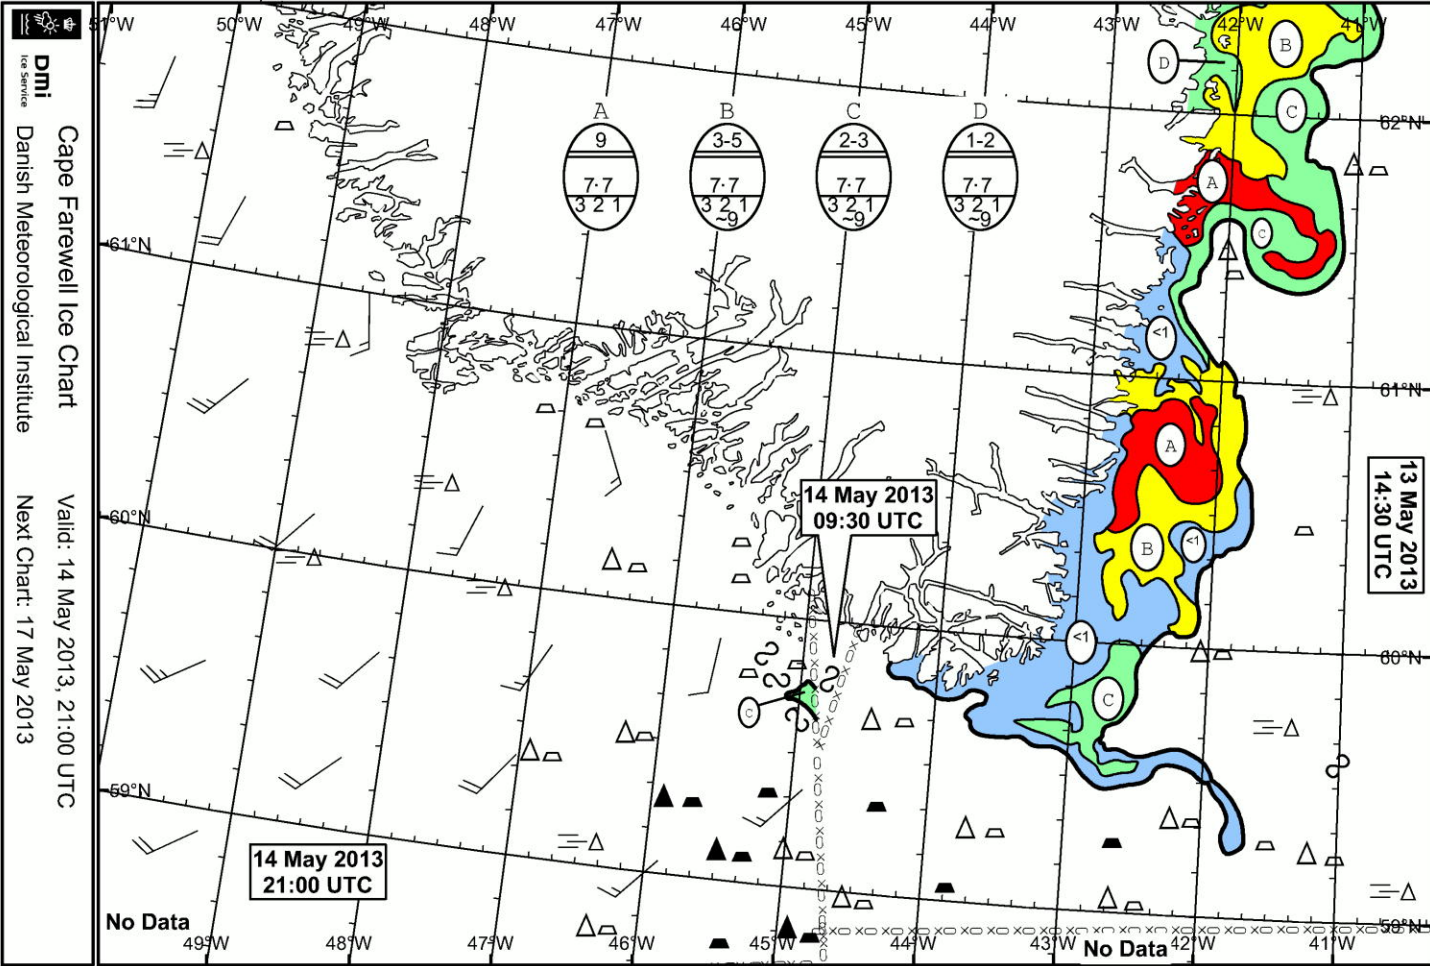 Dmi
Ice Service
Cape Farewell Ice Chart
Danish Meteorological Institute
Valid: 14 May 2013, 21:00 UTC
Next Chart: 17 May 2013
51°W 50°W 49°W 48°W 47°W 46°W 45°W 44°W 43°W 42°W 41°W
B
D
C
62°N
A B C D
9 3-5 2-3 1-2
7·7 7·7 7·7 7·7
3 2 1 3 2 1 3 2 1 3 2 1
~9 ~9 ~9
A
C
61°N
<1
61°N
A
13 May 2013
14:30 UTC
14 May 2013
09:30 UTC
60°N
B
<1
<1
60°N
C
C
59°N
14 May 2013
21:00 UTC
No Data
59°N
No Data
49°W 48°W 47°W 46°W 45°W 44°W 43°W 42°W 41°W